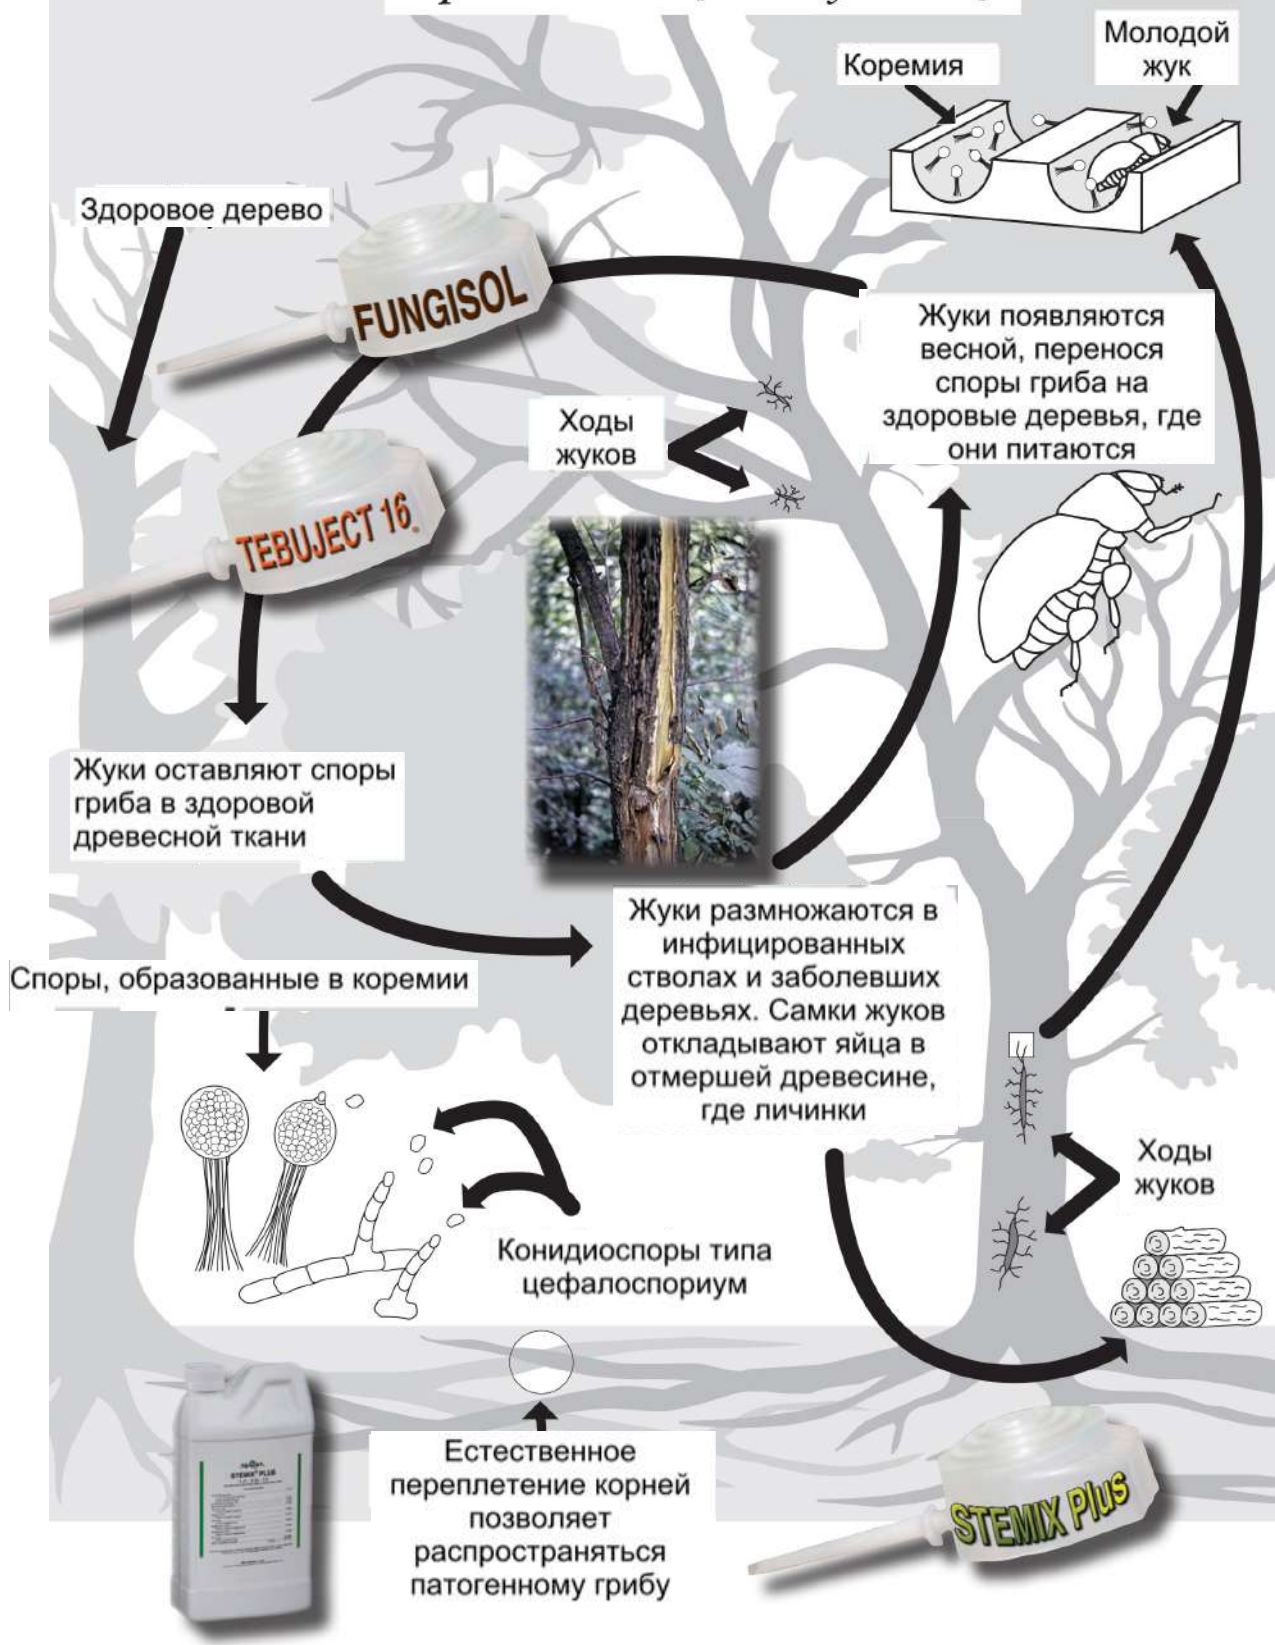 Коремия
Молодой
жук
Здоровое дерево
FUNGISOL
Жуки появляются
весной, перенося
споры гриба на
здоровые деревья, где
они питаются
Ходы
жуков
TEBUJECT 16
Жуки оставляют споры
гриба в здоровой
древесной ткани
Жуки размножаются в
инфицированных
стволах и заболевших
деревьях. Самки жуков
откладывают яйца в
отмершей древесине,
где личинки
Споры, образованные в коремии
Ходы
жуков
Конидиоспоры типа
цефалоспориум
STEMIX PLUS
Естественное
переплетение корней
позволяет
распространяться
патогенному грибу
STEMIX Plus